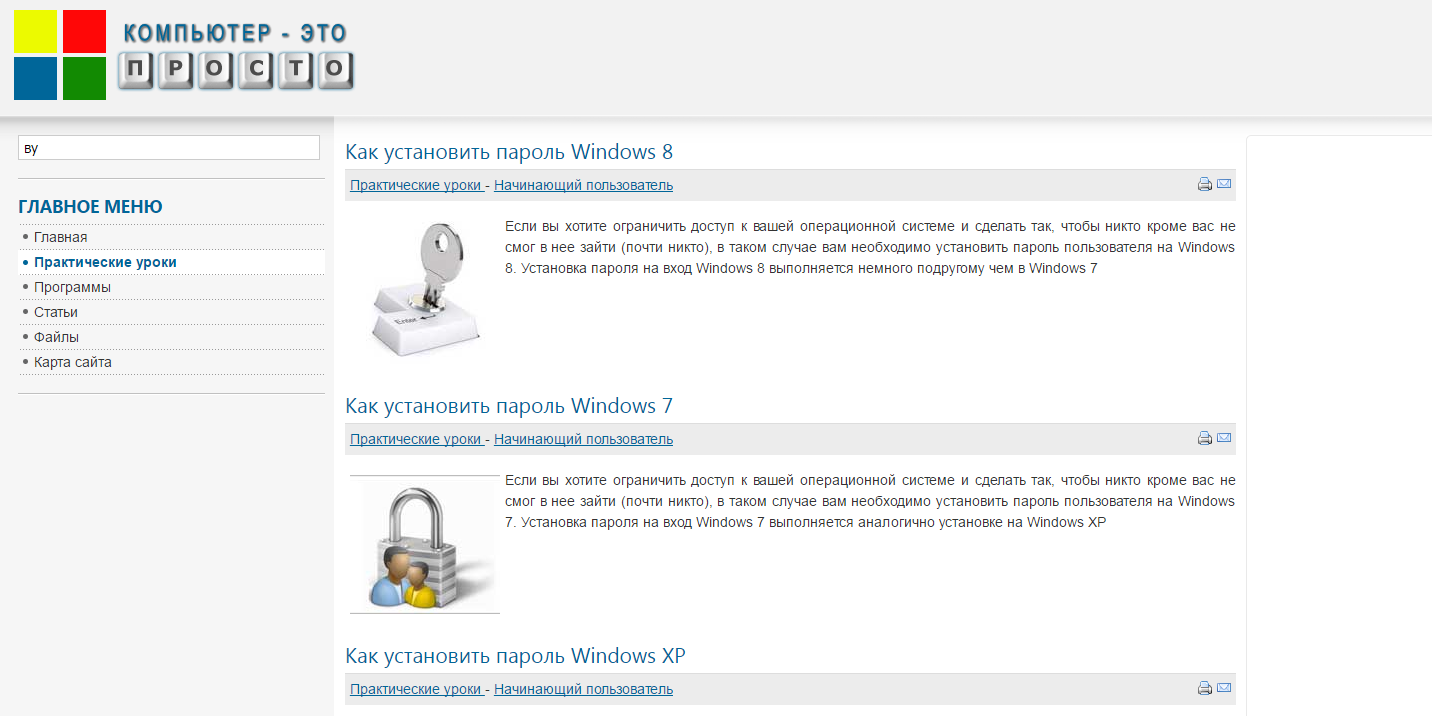 КОМПЬЮТЕР - ЭТО
ПРОСТО
ву
ГЛАВНОЕ МЕНЮ
Главная
Практические уроки
Программы
Статьи
Файлы
Карта сайта
Как установить пароль Windows 8
Практические уроки - Начинающий пользователь
Enter
Если вы хотите ограничить доступ к вашей операционной системе и сделать так, чтобы никто кроме вас не
смог в нее зайти (почти никто), в таком случае вам необходимо установить пароль пользователя на Windows
8. Установка пароля на вход Windows 8 выполняется немного подругому чем в Windows 7
Как установить пароль Windows 7
Практические уроки - Начинающий пользователь
Если вы хотите ограничить доступ к вашей операционной системе и сделать так, чтобы никто кроме вас не
смог в нее зайти (почти никто), в таком случае вам необходимо установить пароль пользователя на Windows
7. Установка пароля на вход Windows 7 выполняется аналогично установке на Windows XP
Как установить пароль Windows XP
Практические уроки - Начинающий пользователь